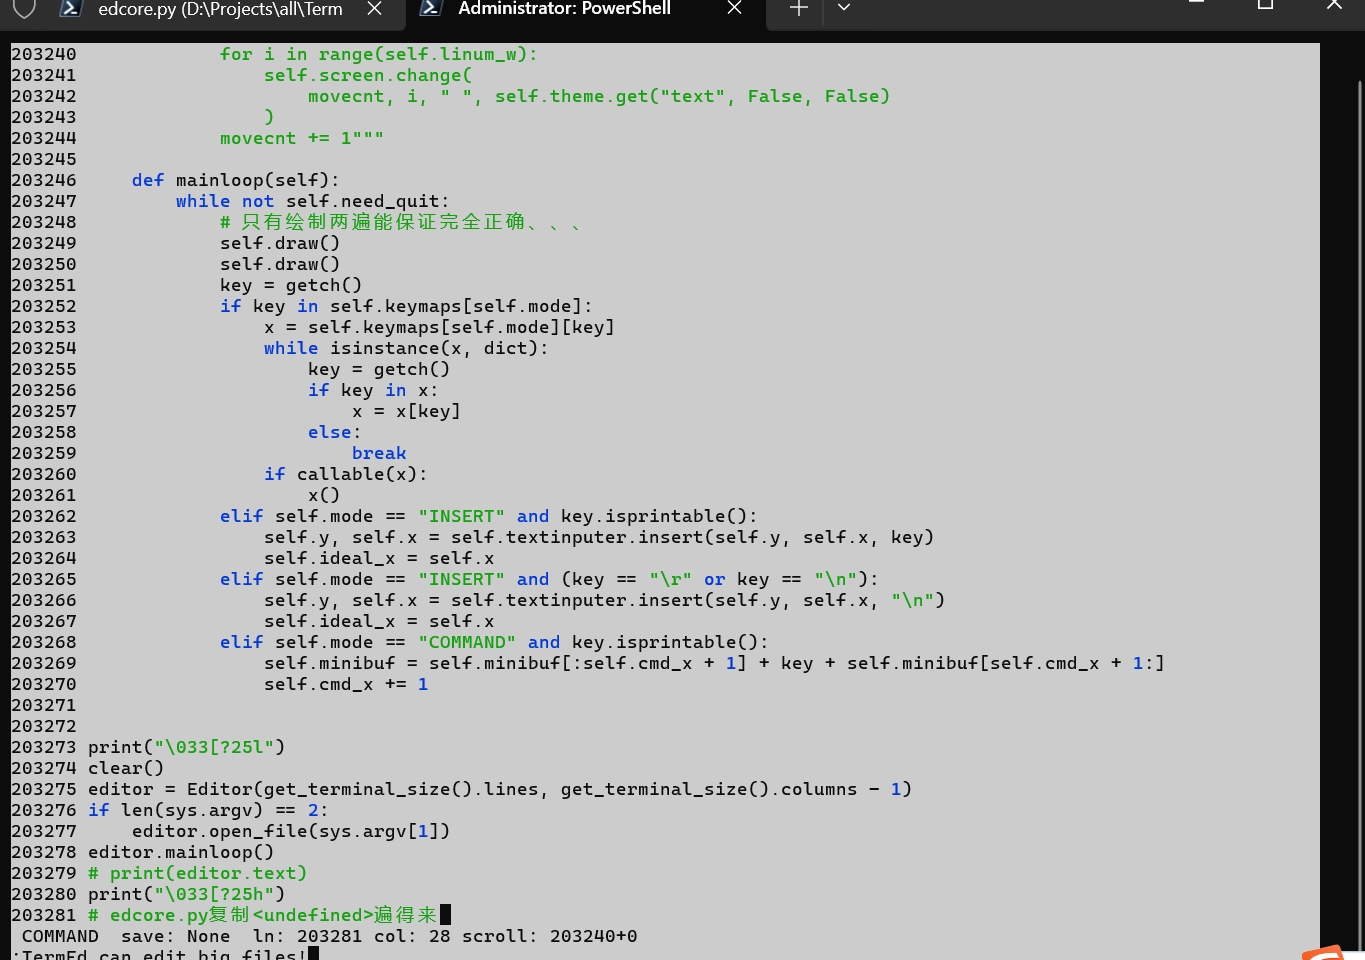 edcore.py (D:\Projects\all\Term
Administrator: PowerShell
203240             for i in range(self.linum_w):
203241                 self.screen.change(
203242                     movecnt, i, " ", self.theme.get("text", False, False)
203243                 )
203244             movecnt += 1"""
203245
203246     def mainloop(self):
203247         while not self.need_quit:
203248             # 只有绘制两遍能保证完全正确、、、
203249             self.draw()
203250             self.draw()
203251             key = getch()
203252             if key in self.keymaps[self.mode]:
203253                 x = self.keymaps[self.mode][key]
203254                 while isinstance(x, dict):
203255                     key = getch()
203256                     if key in x:
203257                         x = x[key]
203258                     else:
203259                         break
203260                 if callable(x):
203261                     x()
203262             elif self.mode == "INSERT" and key.isprintable():
203263                 self.y, self.x = self.textinputer.insert(self.y, self.x, key)
203264                 self.ideal_x = self.x
203265             elif self.mode == "INSERT" and (key == "\r" or key == "\n"):
203266                 self.y, self.x = self.textinputer.insert(self.y, self.x, "\n")
203267                 self.ideal_x = self.x
203268             elif self.mode == "COMMAND" and key.isprintable():
203269                 self.minibuf = self.minibuf[:self.cmd_x + 1] + key + self.minibuf[self.cmd_x + 1:]
203270                 self.cmd_x += 1
203271
203272
203273 print("\033[?25l")
203274 clear()
203275 editor = Editor(get_terminal_size().lines, get_terminal_size().columns - 1)
203276 if len(sys.argv) == 2:
203277     editor.open_file(sys.argv[1])
203278 editor.mainloop()
203279 # print(editor.text)
203280 print("\033[?25h")
203281 # edcore.py复制<undefined>遍得来
COMMAND  save: None  ln: 203281 col: 28 scroll: 203240+0
:TermEd can edit big files!